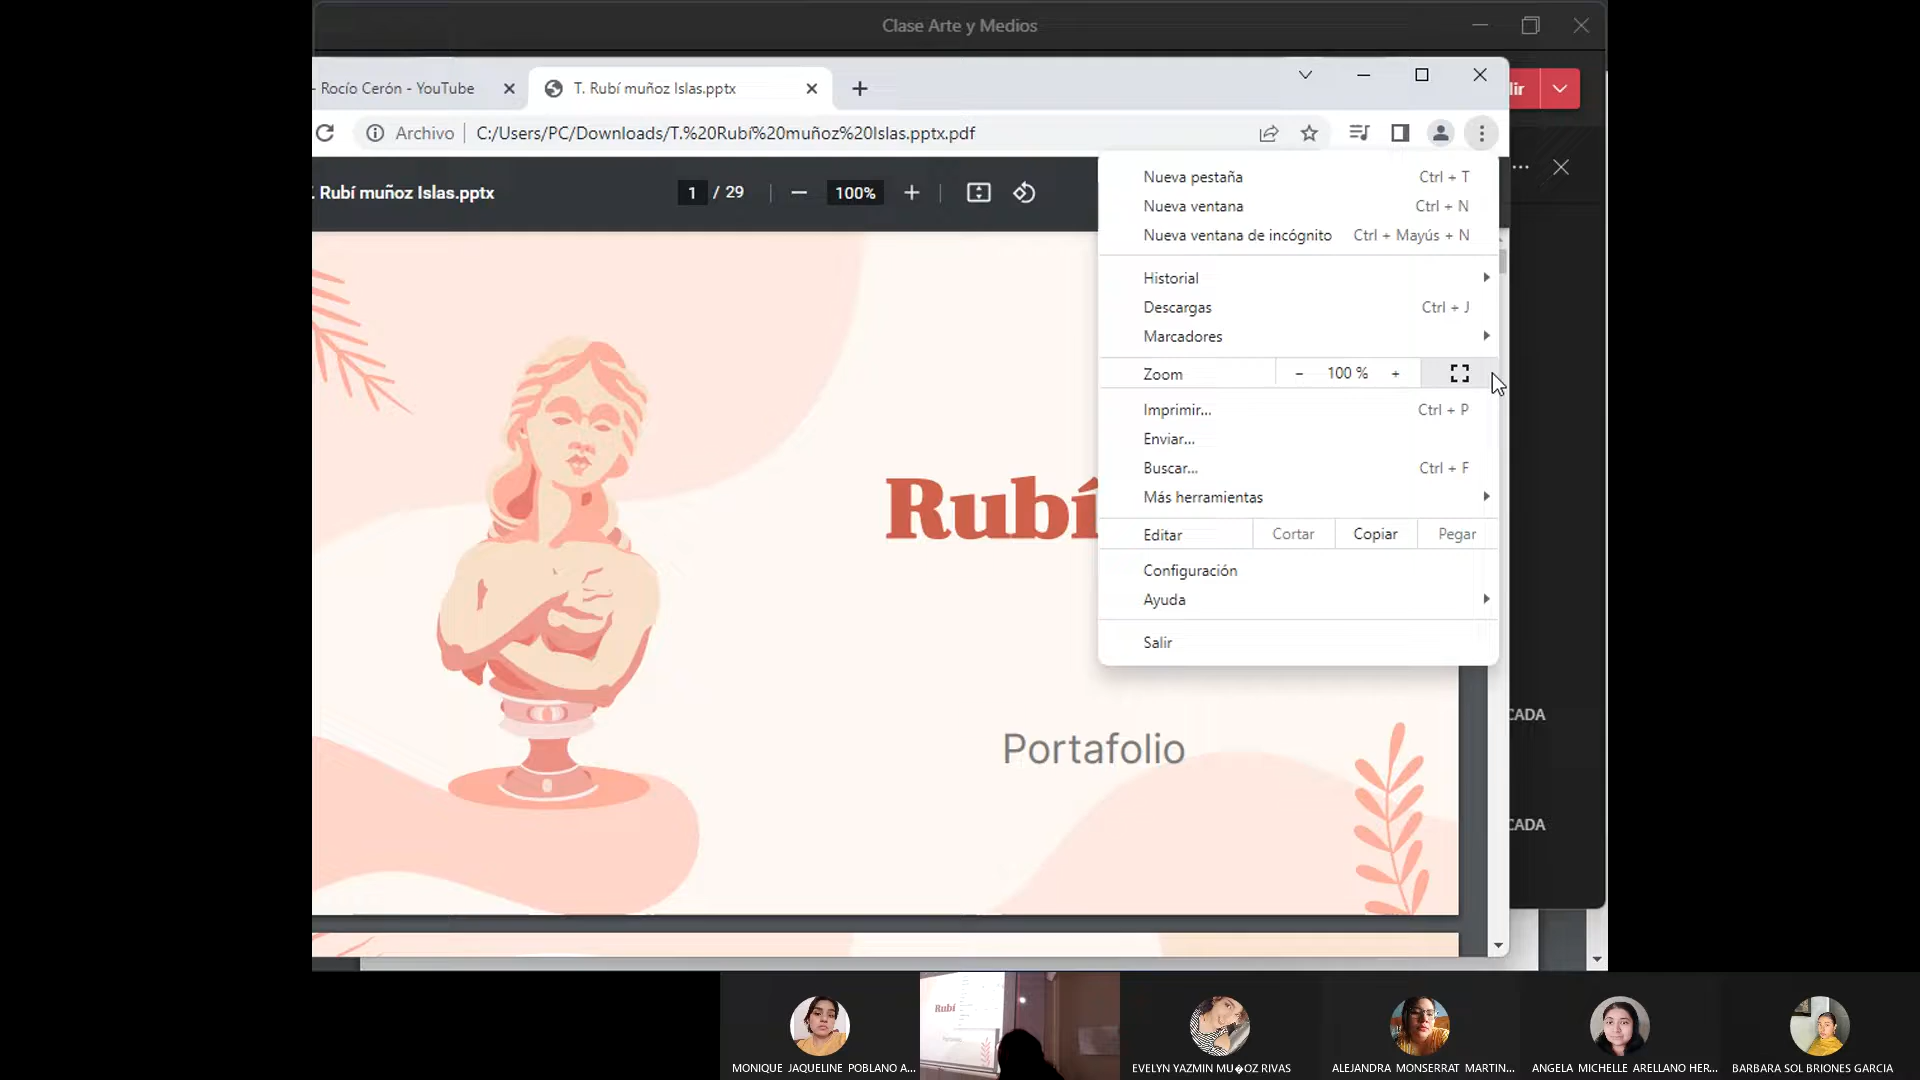 Clase Arte y Medios
- Rocío Cerón - YouTube
T. Rubí muñoz Islas.pptx
lir
Archivo
C:/Users/PC/Downloads/T.%20Rubí%20muñoz%20Islas.pptx.pdf
. Rubí muñoz Islas.pptx
1 / 29
100%
Nueva pestaña Ctrl + T
Nueva ventana Ctrl + N
Nueva ventana de incógnito Ctrl + Mayús + N
Historial
Descargas Ctrl + J
Marcadores
Zoom - 100 % +
Imprimir... Ctrl + P
Enviar...
Buscar... Ctrl + F
Más herramientas
Editar Cortar Copiar Pegar
Configuración
Ayuda
Salir
Rubí
Portafolio
CADA
CADA
Rubí
MONIQUE JAQUELINE POBLANO A...
EVELYN YAZMIN MU�OZ RIVAS
ALEJANDRA MONSERRAT MARTIN...
ANGELA MICHELLE ARELLANO HER...
BARBARA SOL BRIONES GARCIA